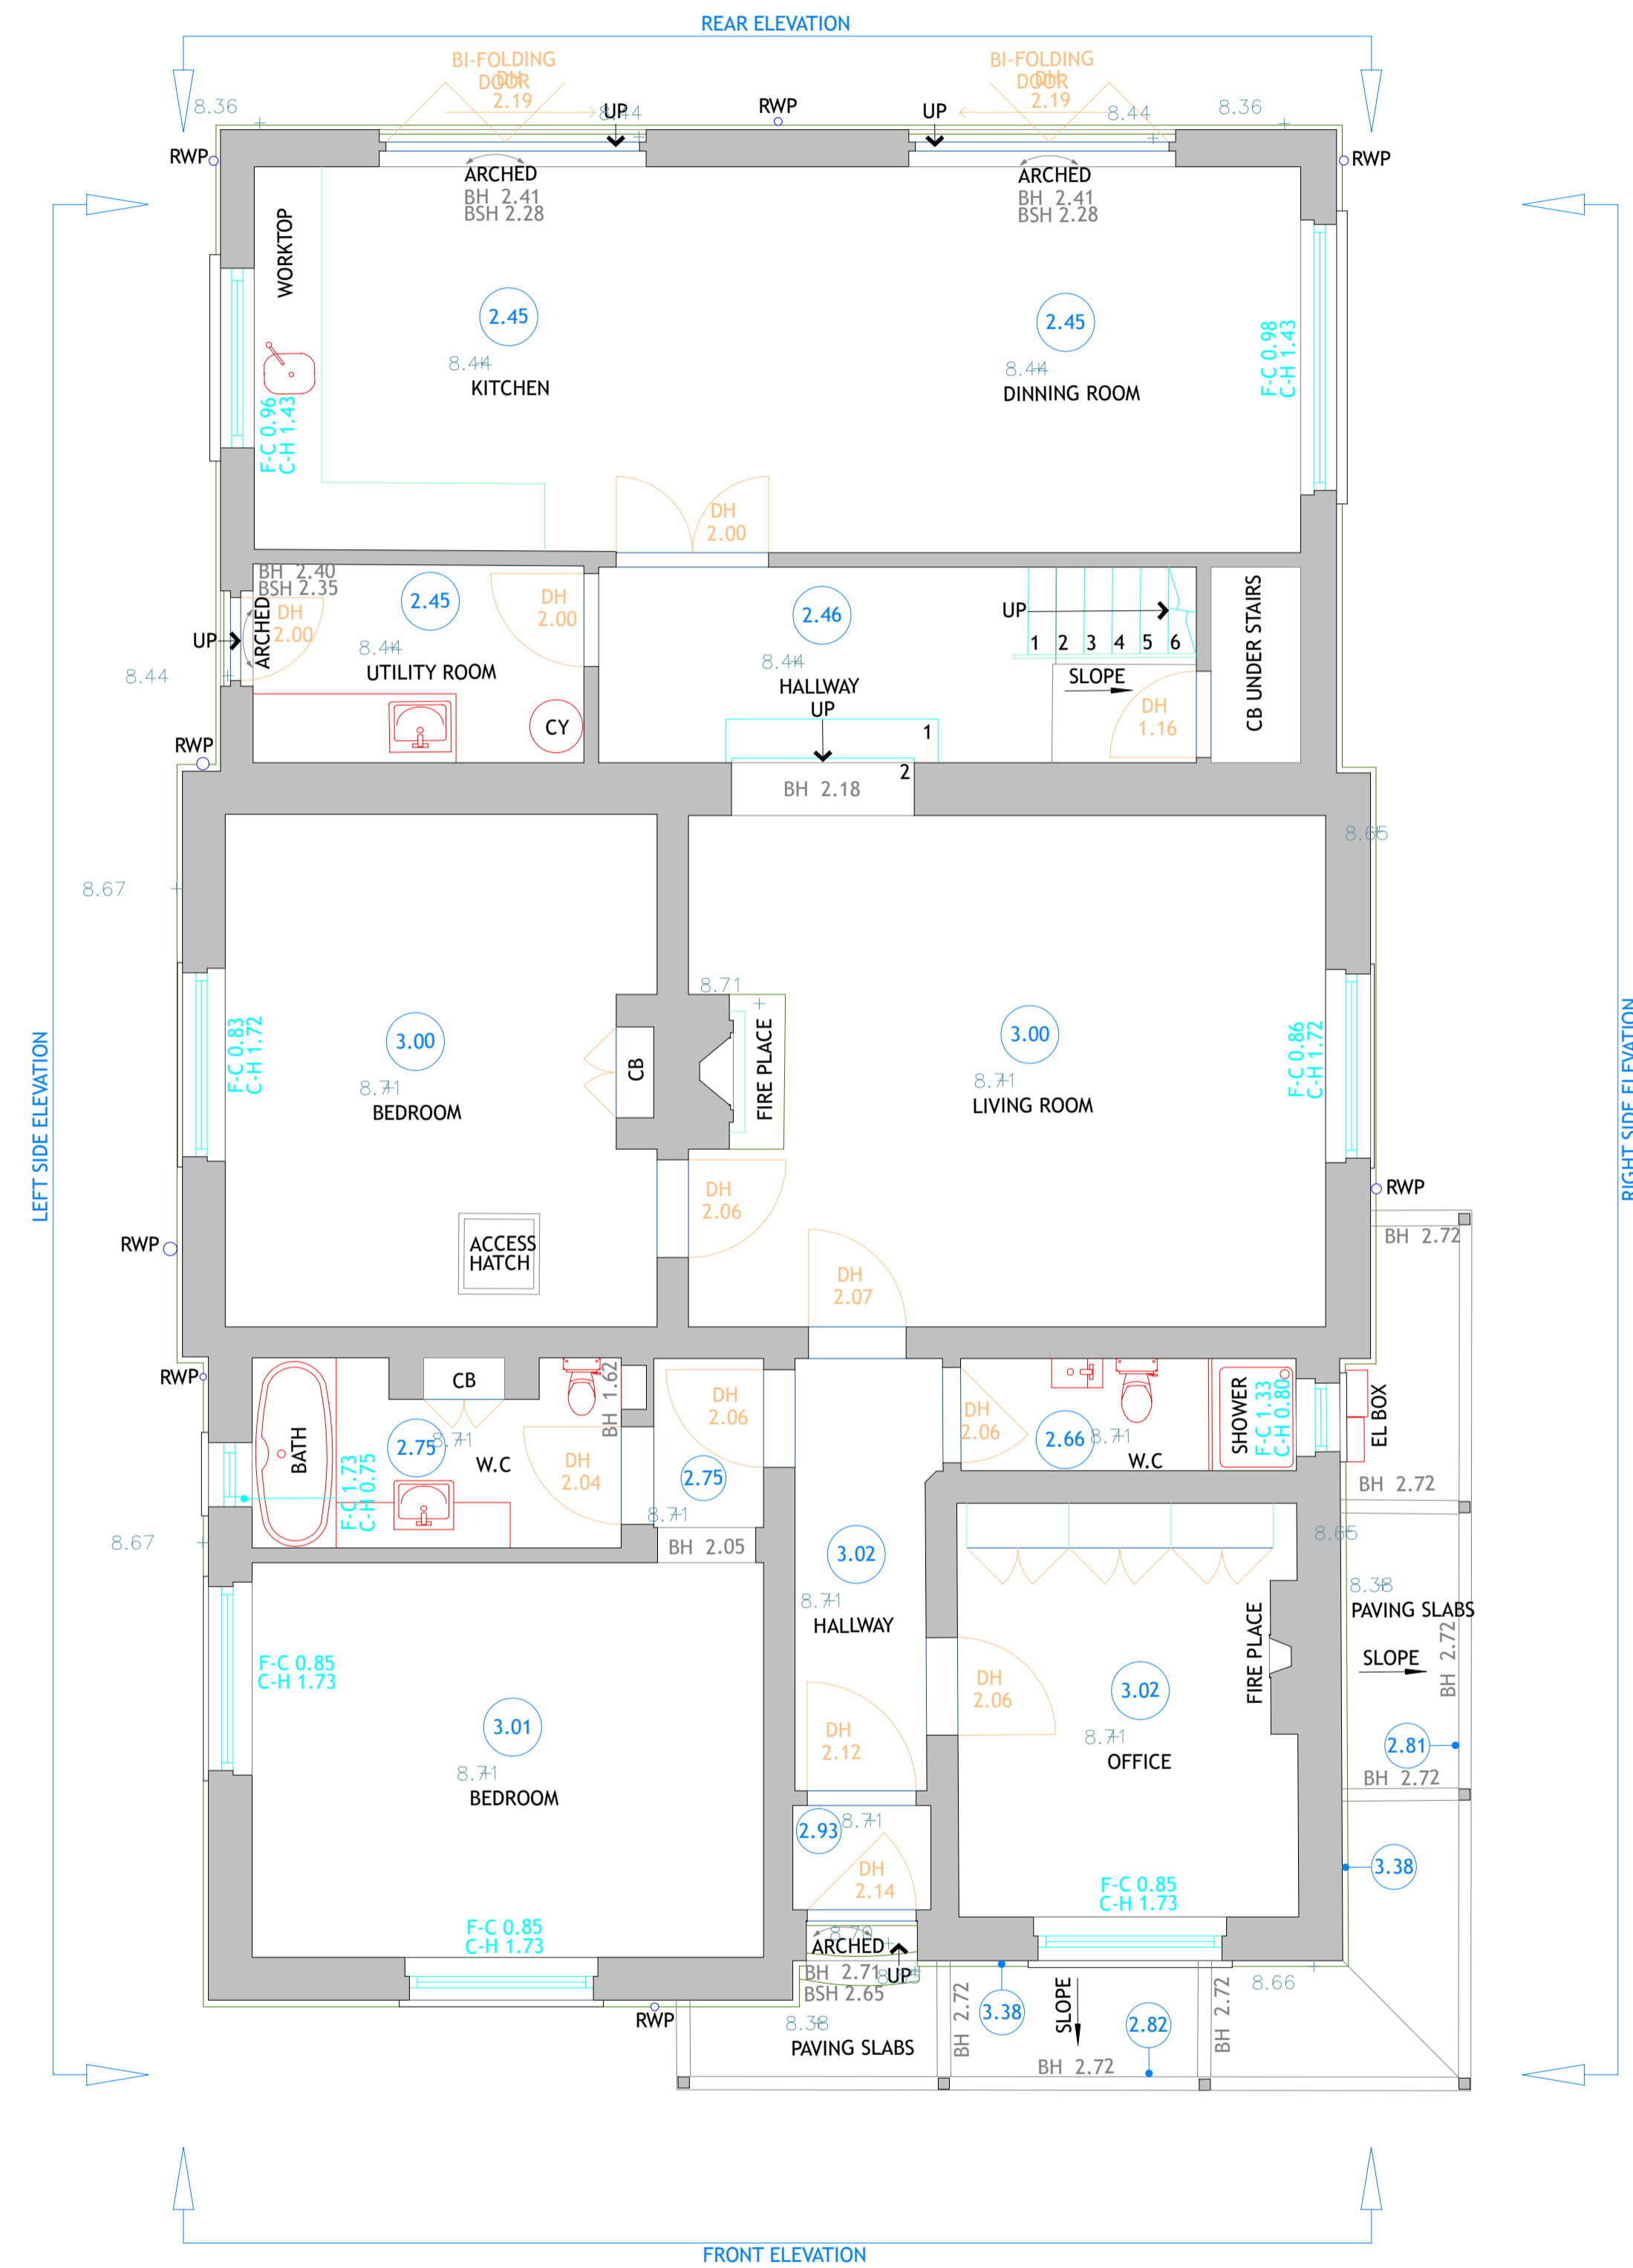 REAR ELEVATION
BI-FOLDING
DOOR
DH
2.19
BI-FOLDING
DOOR
DH
2.19
8.36
8.44
UP
RWP
UP
8.44
8.36
RWP
RWP
ARCHED
BH 2.41
BSH 2.28
ARCHED
BH 2.41
BSH 2.28
WORKTOP
2.45
8.44
KITCHEN
2.45
8.44
DINNING ROOM
F-C 0.96
C-H 1.43
F-C 0.98
C-H 1.43
DH
2.00
BH 2.40
BSH 2.35
ARCHED
DH
2.00
UP
8.44
2.45
8.44
UTILITY ROOM
DH
2.00
CY
2.46
8.44
HALLWAY
UP
1
2
UP
1 2 3 4 5 6
SLOPE
DH
1.16
CB UNDER STAIRS
RWP
BH 2.18
8.65
8.67
LEFT SIDE ELEVATION
RIGHT SIDE ELEVATION
F-C 0.83
C-H 1.72
3.00
8.71
BEDROOM
CB
8.71
FIRE PLACE
3.00
8.71
LIVING ROOM
F-C 0.86
C-H 1.72
DH
2.06
RWP
RWP
ACCESS
HATCH
DH
2.07
BH 2.72
RWP
BATH
CB
2.75
8.71
W.C
BH 1.62
F-C 1.73
C-H 0.75
DH
2.04
DH
2.06
2.75
8.71
BH 2.05
DH
2.06
2.66
8.71
W.C
SHOWER
F-C 1.33
C-H 0.80
EL BOX
BH 2.72
8.67
8.65
3.02
8.71
HALLWAY
8.38
PAVING SLABS
SLOPE
BH 2.72
FIRE PLACE
F-C 0.85
C-H 1.73
3.01
8.71
BEDROOM
DH
2.06
3.02
8.71
OFFICE
DH
2.12
2.81
BH 2.72
2.93
8.71
DH
2.14
3.38
F-C 0.85
C-H 1.73
F-C 0.85
C-H 1.73
ARCHED
UP
BH 2.71
BSH 2.65
8.66
RWP
8.38
PAVING SLABS
BH 2.72
3.38
SLOPE
2.82
BH 2.72
BH 2.72
FRONT ELEVATION